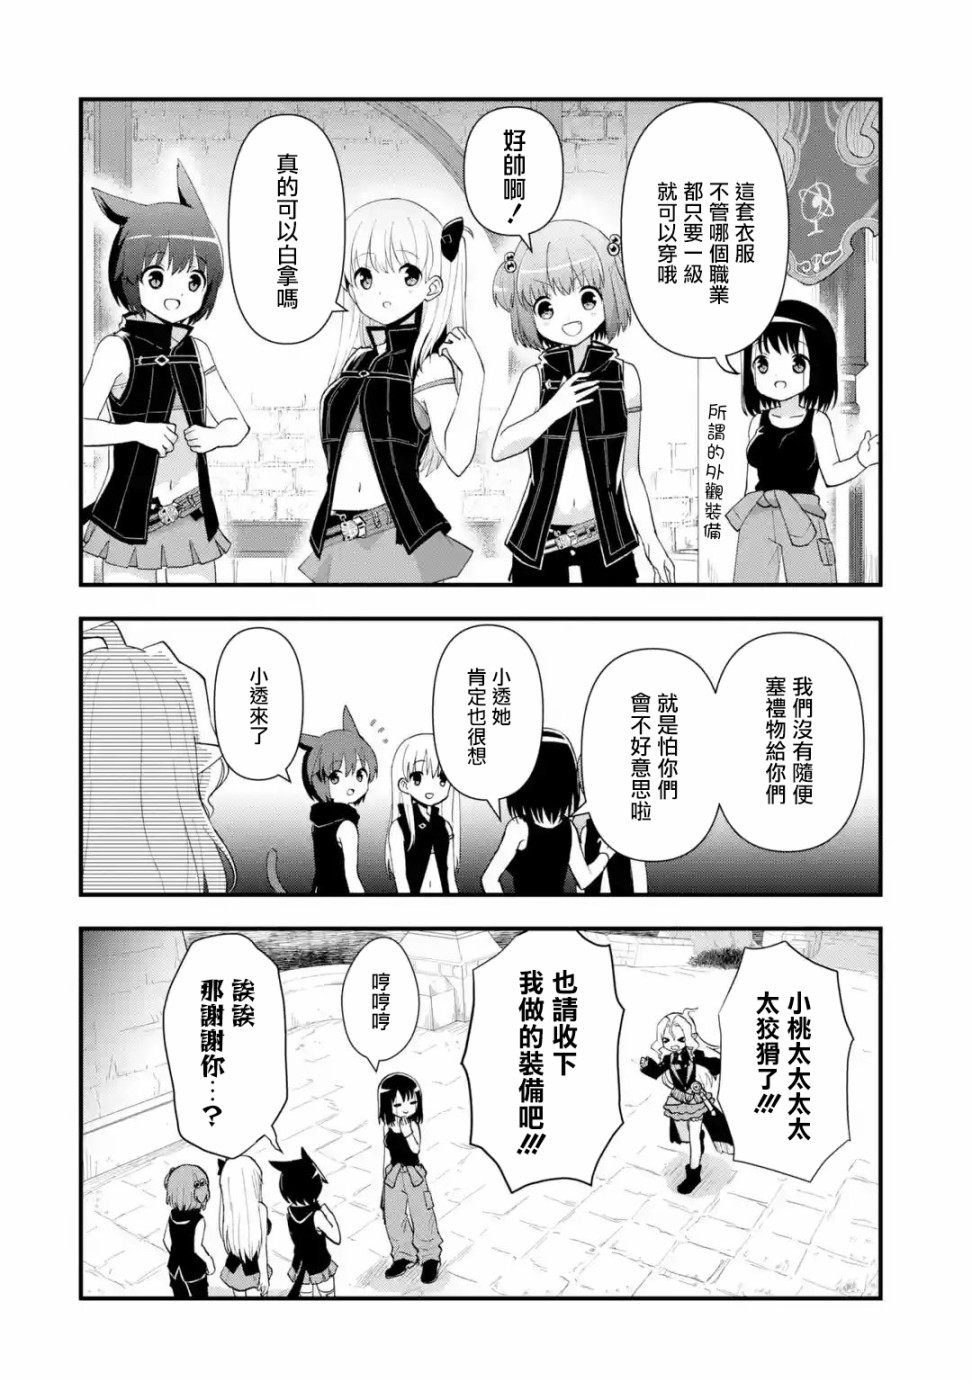 這套衣服
不管哪個職業
都只要一級
就可以穿哦
所謂的外觀裝備
好帥啊！
真的可以白拿嗎
我們沒有隨便
塞禮物給你們
就是怕你們
會不好意思啦
小透她
肯定也很想
小透來了
小桃太太太太
太狡猾了!!!
也請收下
我做的裝備吧!!!
哼哼哼
誒誒
那謝謝你…?